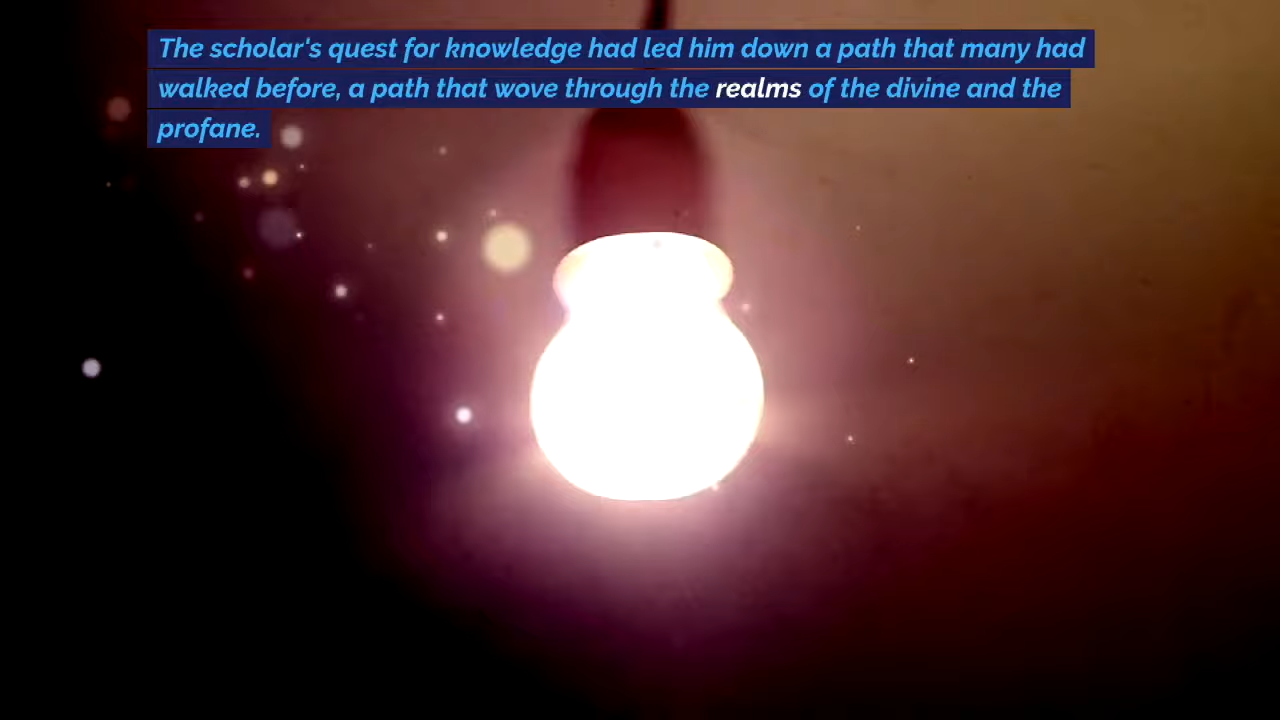 The scholar's quest for knowledge had led him down a path that many had
walked before, a path that wove through the realms of the divine and the
profane.